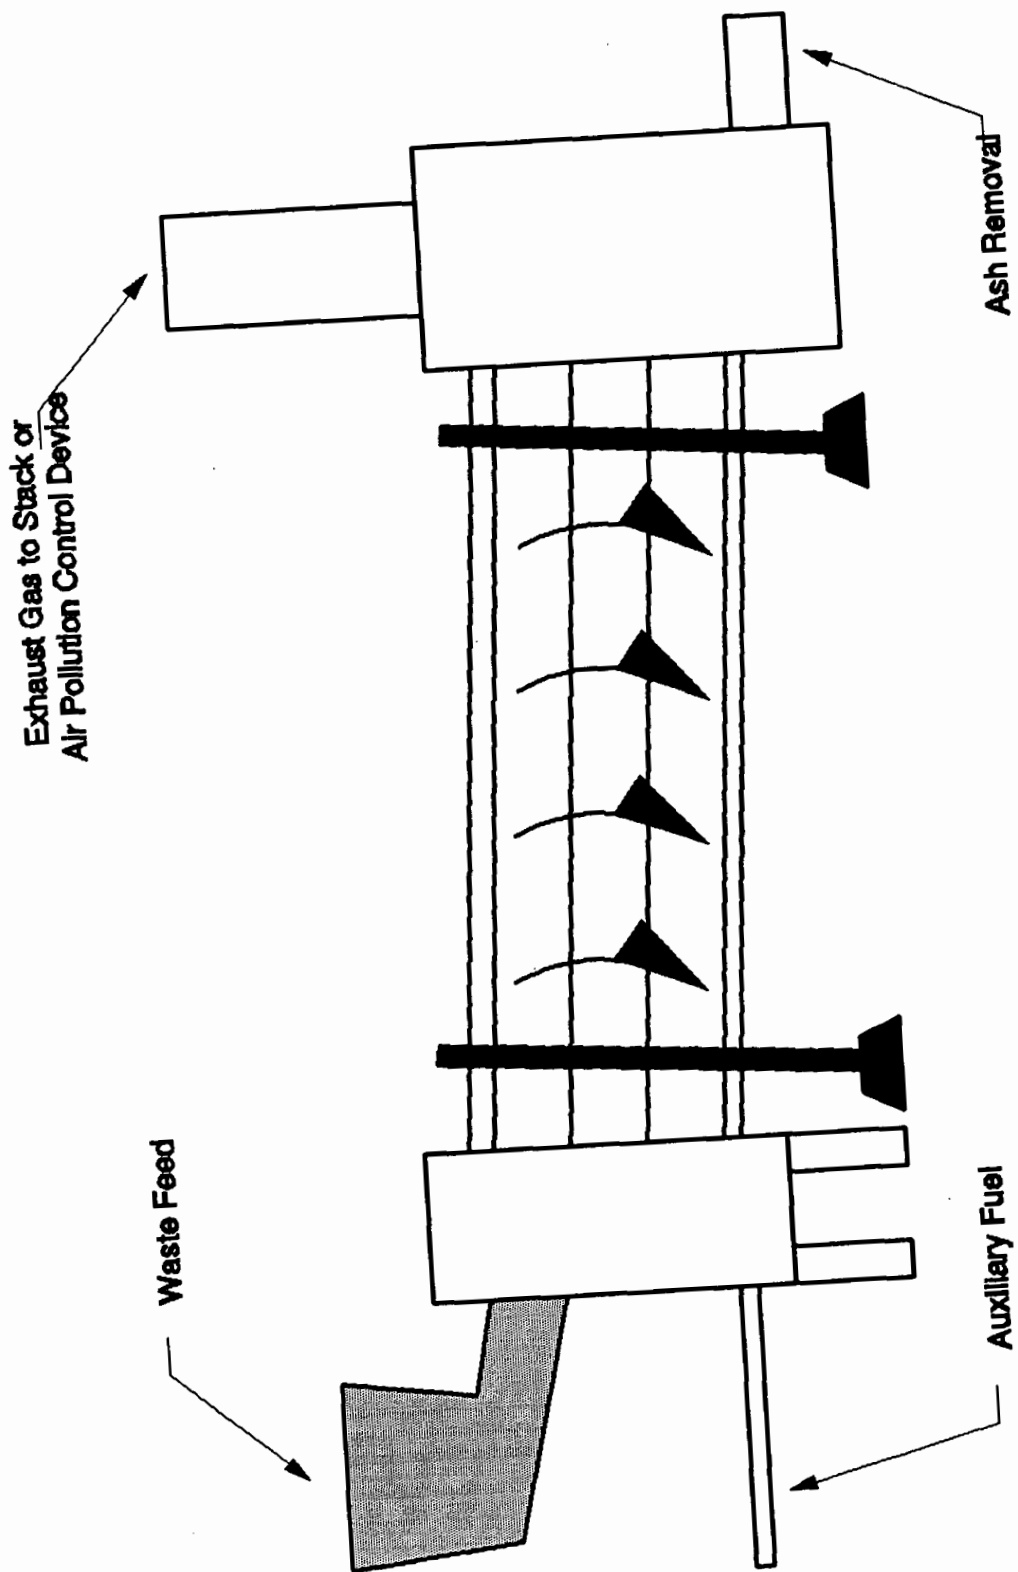 Exhaust Gas to Stack or
Air Pollution Control Device
Waste Feed
Ash Removal
Auxiliary Fuel